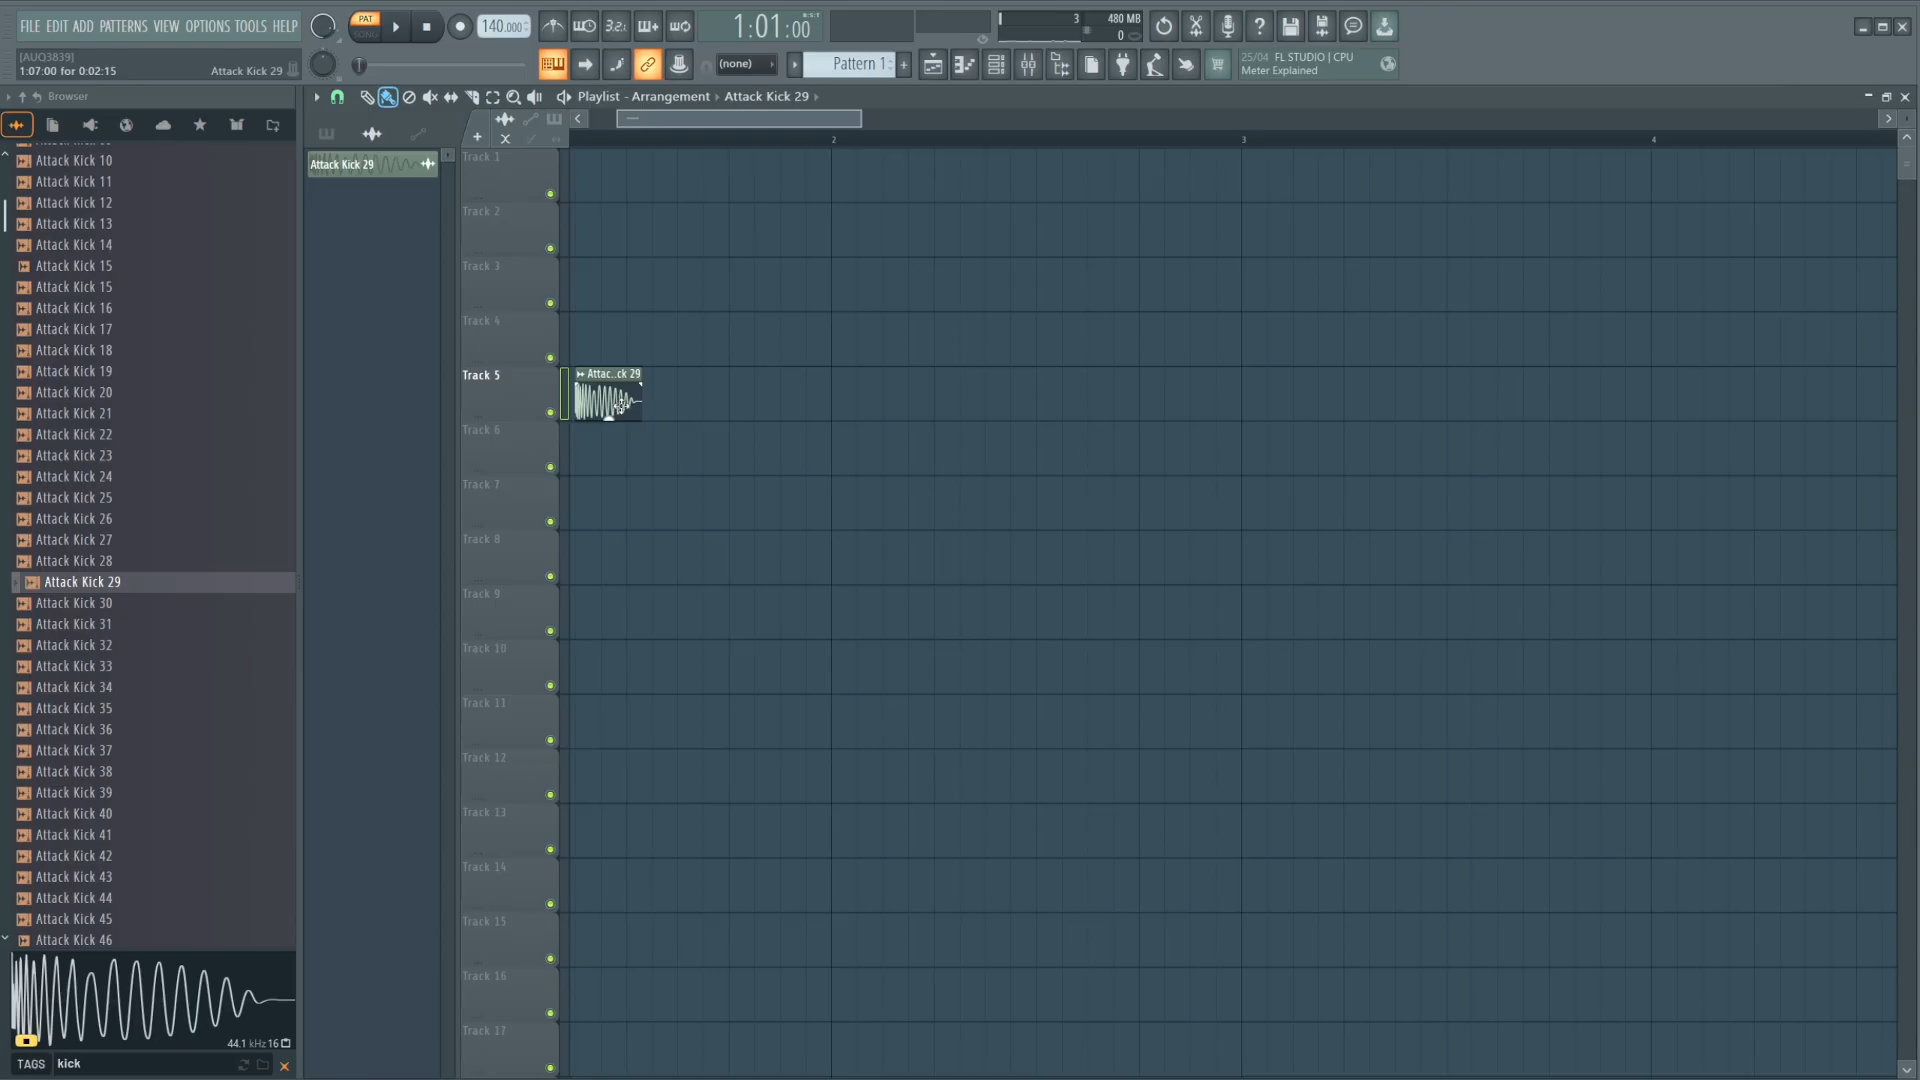 FILE EDIT ADD PATTERNS VIEW OPTIONS TOOLS HELP
PAT
SONG
140.000
3.2.
1:01:00
B:S:T
3
480 MB
0
[AUQ3839]
1:07:00 for 0:02:15
Attack Kick 29
(none)
Pattern 1
25/04 FL STUDIO | CPU
Meter Explained
Browser
Playlist - Arrangement
Attack Kick 29
Attack Kick 10
Attack Kick 11
Attack Kick 12
Attack Kick 13
Attack Kick 14
Attack Kick 15
Attack Kick 15
Attack Kick 16
Attack Kick 17
Attack Kick 18
Attack Kick 19
Attack Kick 20
Attack Kick 21
Attack Kick 22
Attack Kick 23
Attack Kick 24
Attack Kick 25
Attack Kick 26
Attack Kick 27
Attack Kick 28
Attack Kick 29
Attack Kick 30
Attack Kick 31
Attack Kick 32
Attack Kick 33
Attack Kick 34
Attack Kick 35
Attack Kick 36
Attack Kick 37
Attack Kick 38
Attack Kick 39
Attack Kick 40
Attack Kick 41
Attack Kick 42
Attack Kick 43
Attack Kick 44
Attack Kick 45
Attack Kick 46
44.1 kHz 16
TAGS
kick
Attack Kick 29
2
3
4
Track 1
Track 2
Track 3
Track 4
Track 5
Attac..ck 29
Track 6
Track 7
Track 8
Track 9
Track 10
Track 11
Track 12
Track 13
Track 14
Track 15
Track 16
Track 17